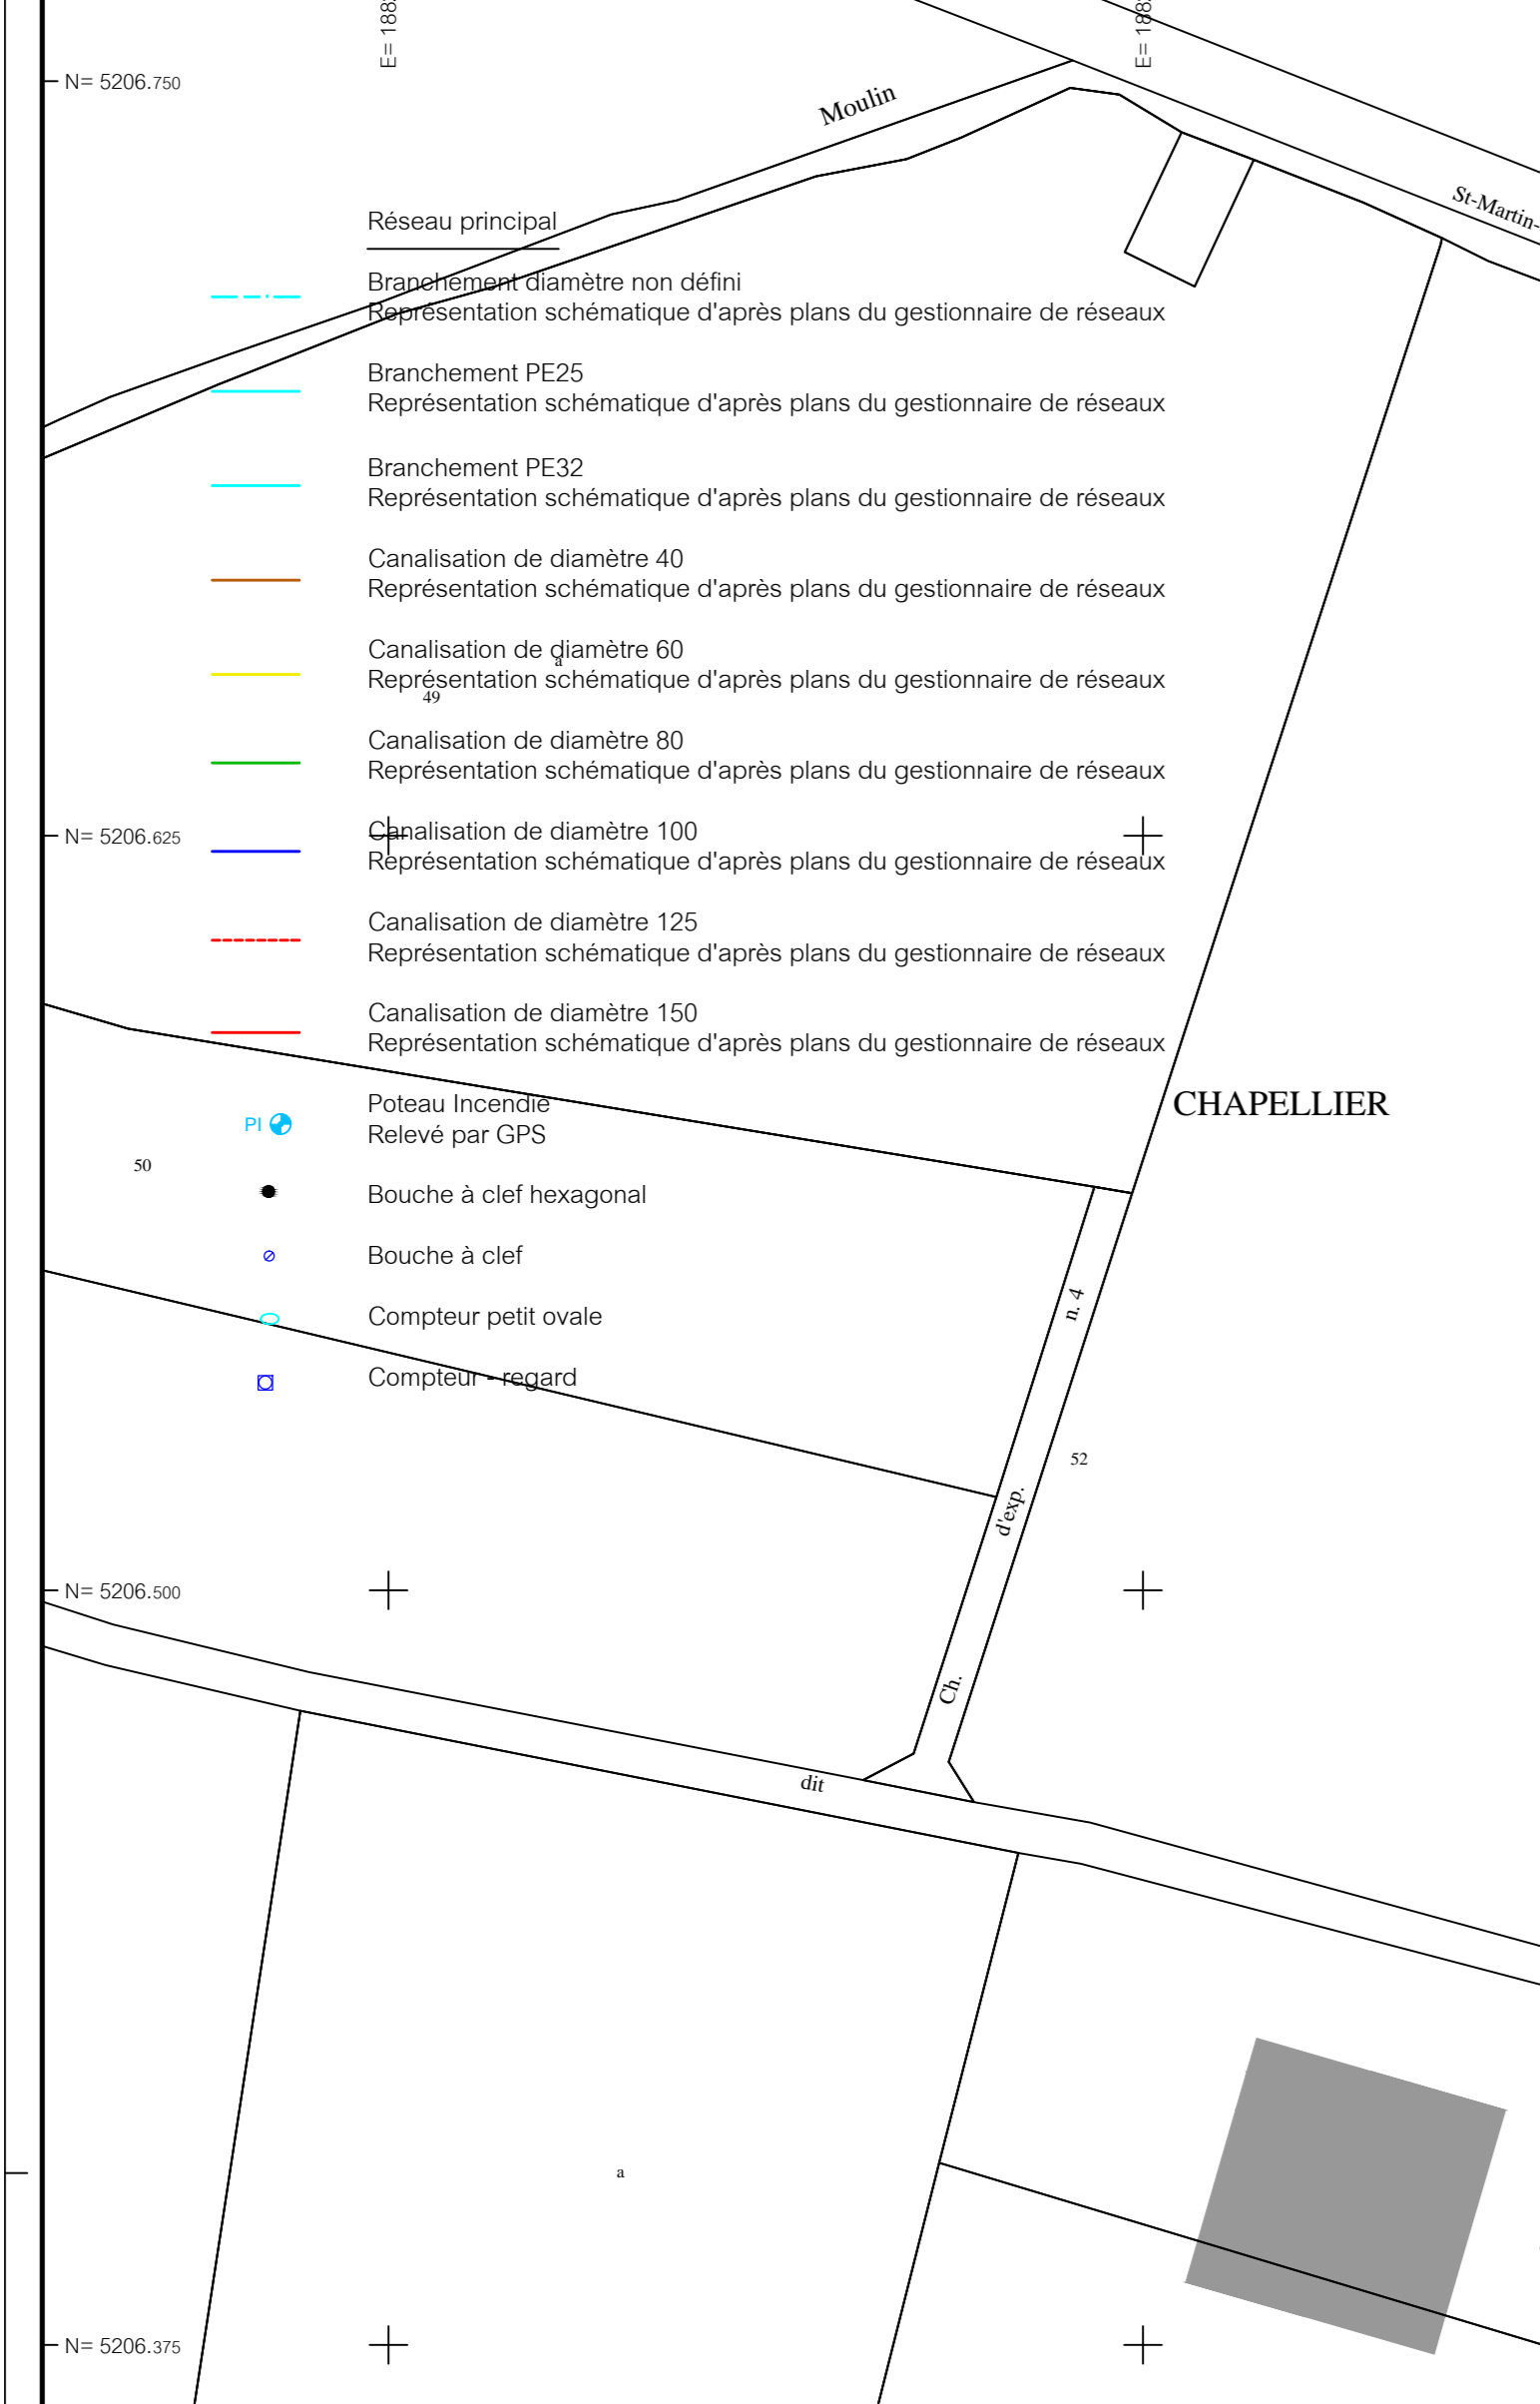 N= 5206.750
Moulin
St-Martin-
Réseau principal
Branchement diamètre non défini
Représentation schématique d'après plans du gestionnaire de réseaux
Branchement PE25
Représentation schématique d'après plans du gestionnaire de réseaux
Branchement PE32
Représentation schématique d'après plans du gestionnaire de réseaux
Canalisation de diamètre 40
Représentation schématique d'après plans du gestionnaire de réseaux
Canalisation de diamètre 60
a
Représentation schématique d'après plans du gestionnaire de réseaux
49
Canalisation de diamètre 80
Représentation schématique d'après plans du gestionnaire de réseaux
N= 5206.625
Canalisation de diamètre 100
Représentation schématique d'après plans du gestionnaire de réseaux
Canalisation de diamètre 125
Représentation schématique d'après plans du gestionnaire de réseaux
Canalisation de diamètre 150
Représentation schématique d'après plans du gestionnaire de réseaux
CHAPELLIER
PI
Poteau Incendie
Relevé par GPS
50
Bouche à clef hexagonal
Bouche à clef
Compteur petit ovale
Compteur - regard
n. 4
52
d'exp.
N= 5206.500
Ch.
dit
a
N= 5206.375